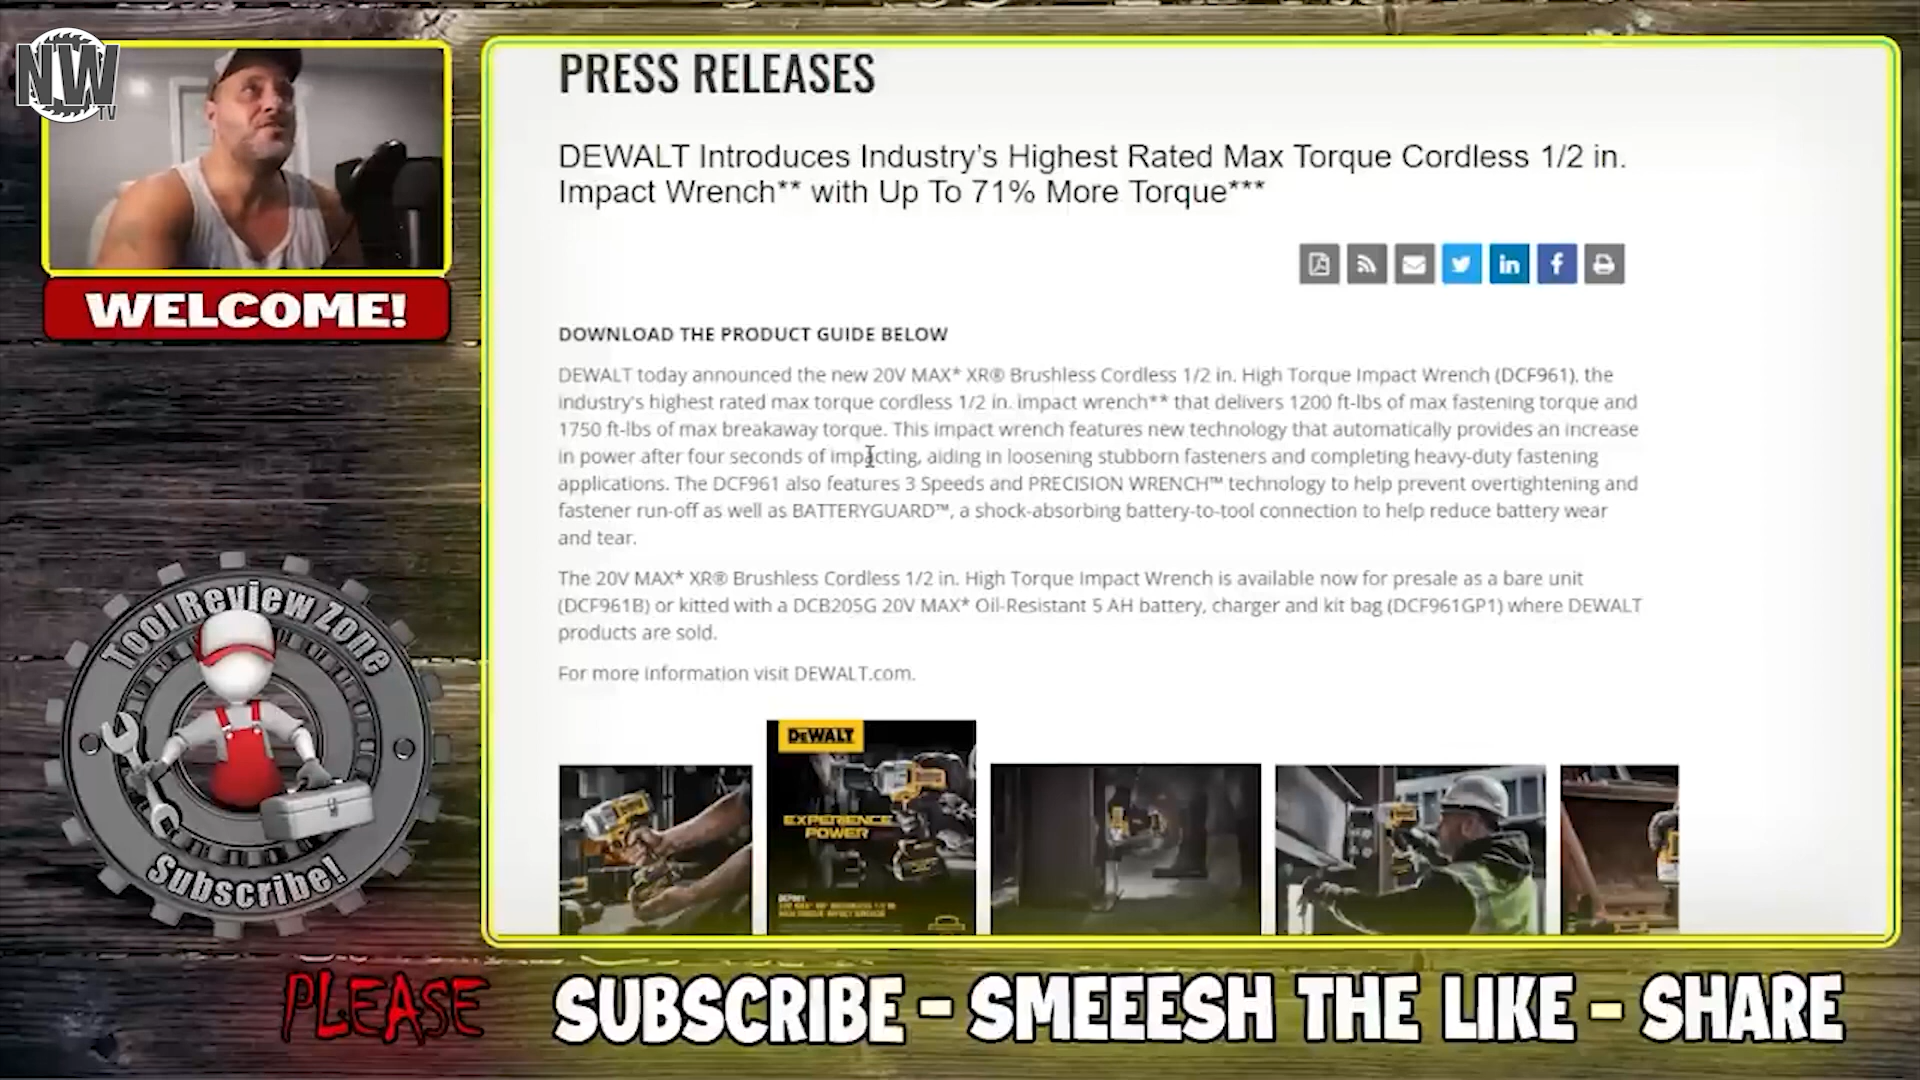 NW
TV
WELCOME!
Tool Review Zone
Subscribe!
PRESS RELEASES
DEWALT Introduces Industry's Highest Rated Max Torque Cordless 1/2 in.
Impact Wrench** with Up To 71% More Torque***
in
f
DOWNLOAD THE PRODUCT GUIDE BELOW
DEWALT today announced the new 20V MAX* XR® Brushless Cordless 1/2 in. High Torque Impact Wrench (DCF961), the
industry's highest rated max torque cordless 1/2 in. impact wrench** that delivers 1200 ft-lbs of max fastening torque and
1750 ft-lbs of max breakaway torque. This impact wrench features new technology that automatically provides an increase
in power after four seconds of impacting, aiding in loosening stubborn fasteners and completing heavy-duty fastening
applications. The DCF961 also features 3 Speeds and PRECISION WRENCH™ technology to help prevent overtightening and
fastener run-off as well as BATTERYGUARD™, a shock-absorbing battery-to-tool connection to help reduce battery wear
and tear.
The 20V MAX* XR® Brushless Cordless 1/2 in. High Torque Impact Wrench is available now for presale as a bare unit
(DCF961B) or kitted with a DCB205G 20V MAX* Oil-Resistant 5 AH battery, charger and kit bag (DCF961GP1) where DEWALT
products are sold.
For more information visit DEWALT.com.
DEWALT
EXPERIENCE
POWER
PLEASE
SUBSCRIBE - SMEEESH THE LIKE - SHARE